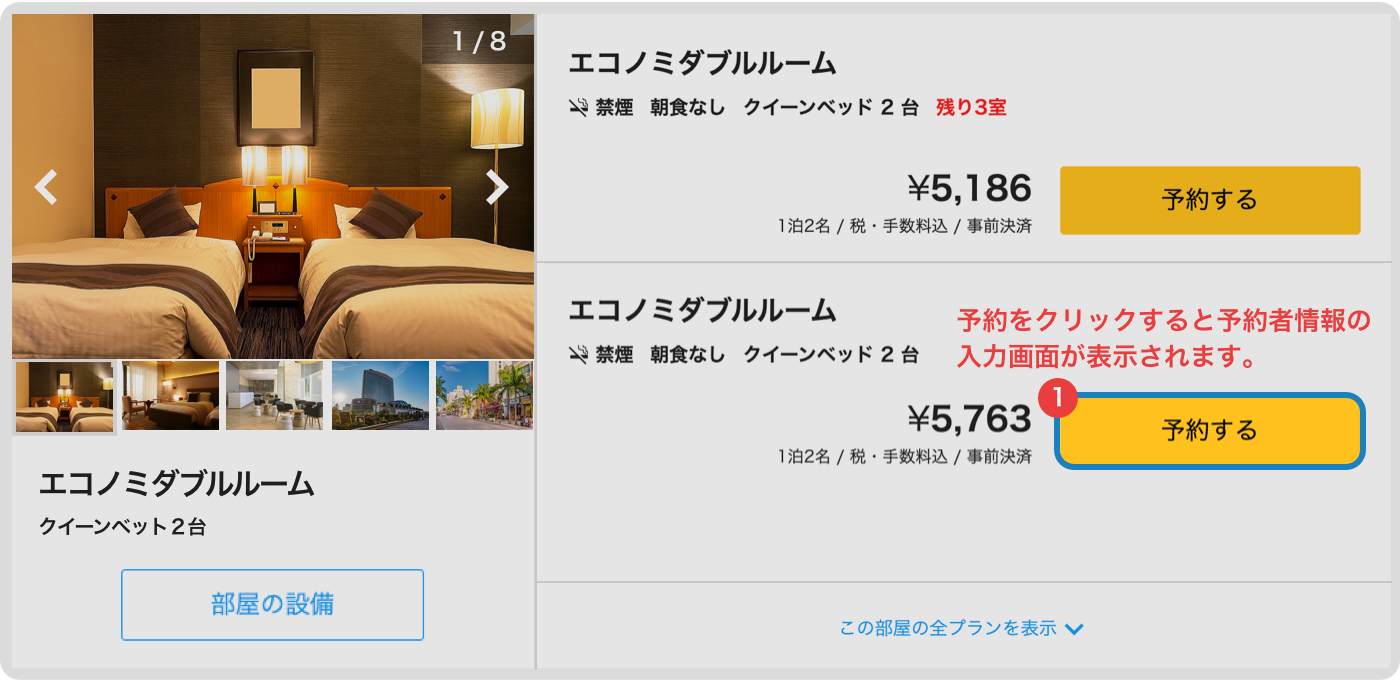 1 / 8
エコノミダブルルーム
クイーンベット2台
部屋の設備
エコノミダブルルーム
禁煙 朝食なし クイーンベッド 2 台 残り3室
¥5,186
1泊2名 / 税・手数料込 / 事前決済
予約する
エコノミダブルルーム
禁煙 朝食なし クイーンベッド 2 台
予約をクリックすると予約者情報の
入力画面が表示されます。
¥5,763
1泊2名 / 税・手数料込 / 事前決済
1
予約する
この部屋の全プランを表示